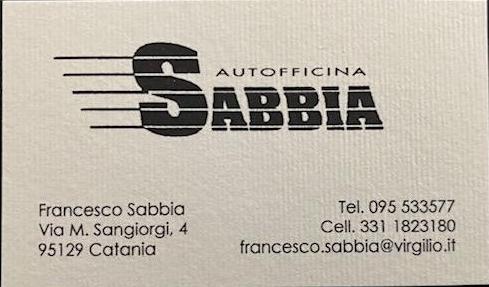 AUTOFFICINA
SABBIA
Francesco Sabbia
Via M. Sangiorgi, 4
95129 Catania
Tel. 095 533577
Cell. 331 1823180
francesco.sabbia@virgilio.it